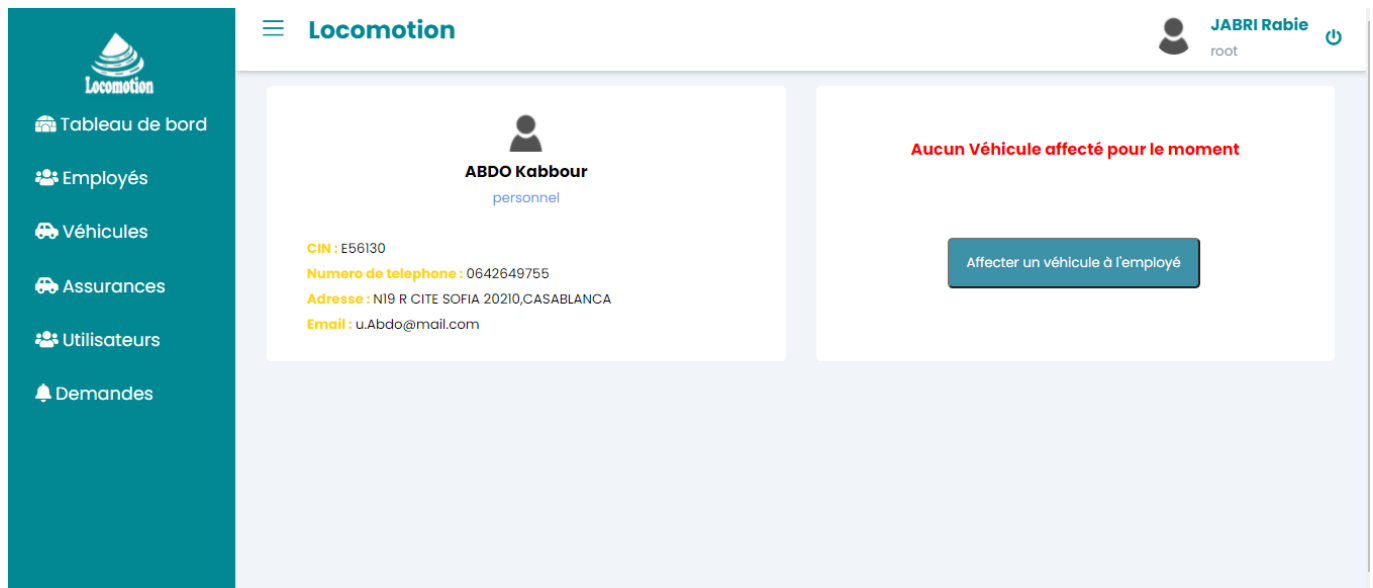 Locomotion
Tableau de bord
Employés
Véhicules
Assurances
Utilisateurs
Demandes
Locomotion
JABRI Rabie
root
ABDO Kabbour
personnel
CIN : E56130
Numero de telephone : 0642649755
Adresse : N19 R CITE SOFIA 20210,CASABLANCA
Email : u.Abdo@mail.com
Aucun Véhicule affecté pour le moment
Affecter un véhicule à l'employé